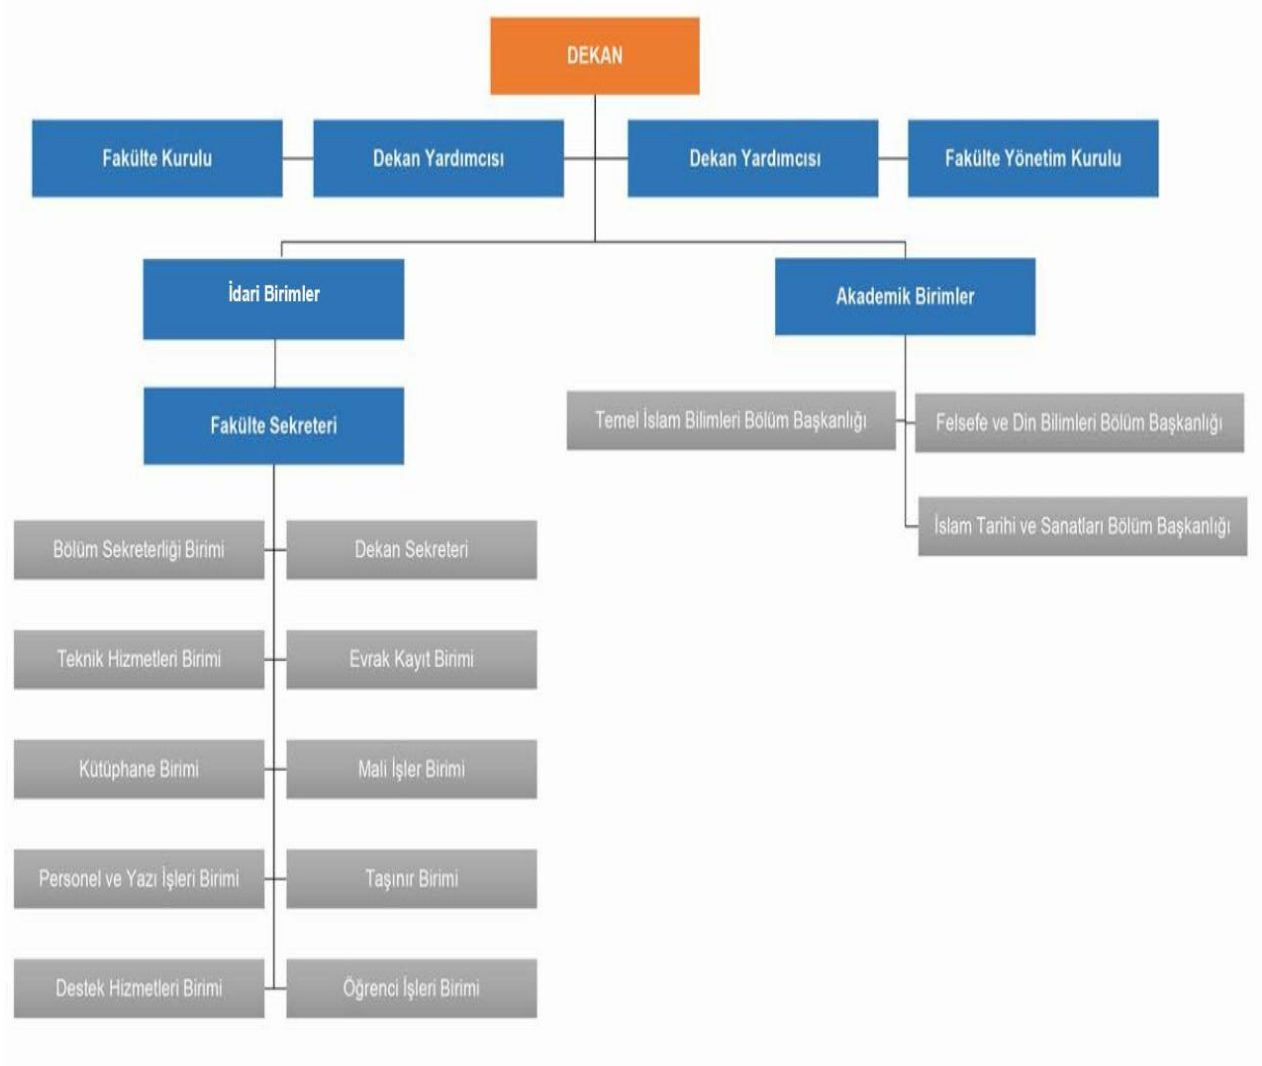 DEKAN
Fakülte Kurulu
Dekan Yardımcısı
Dekan Yardımcısı
Fakülte Yönetim Kurulu
İdari Birimler
Akademik Birimler
Fakülte Sekreteri
Temel İslam Bilimleri Bölüm Başkanlığı
Felsefe ve Din Bilimleri Bölüm Başkanlığı
İslam Tarihi ve Sanatları Bölüm Başkanlığı
Bölüm Sekreterliği Birimi
Dekan Sekreteri
Teknik Hizmetleri Birimi
Evrak Kayıt Birimi
Kütüphane Birimi
Mali İşler Birimi
Personel ve Yazı İşleri Birimi
Taşınır Birimi
Destek Hizmetleri Birimi
Öğrenci İşleri Birimi